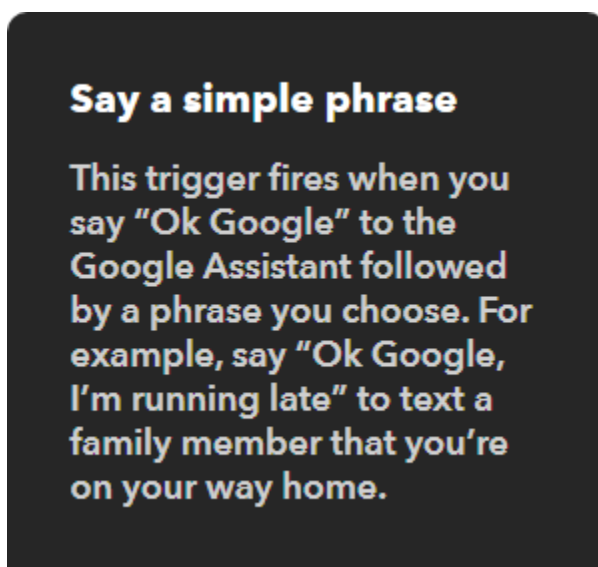 Say a simple phrase
This trigger fires when you
say “Ok Google” to the
Google Assistant followed
by a phrase you choose. For
example, say “Ok Google,
I’m running late” to text a
family member that you’re
on your way home.